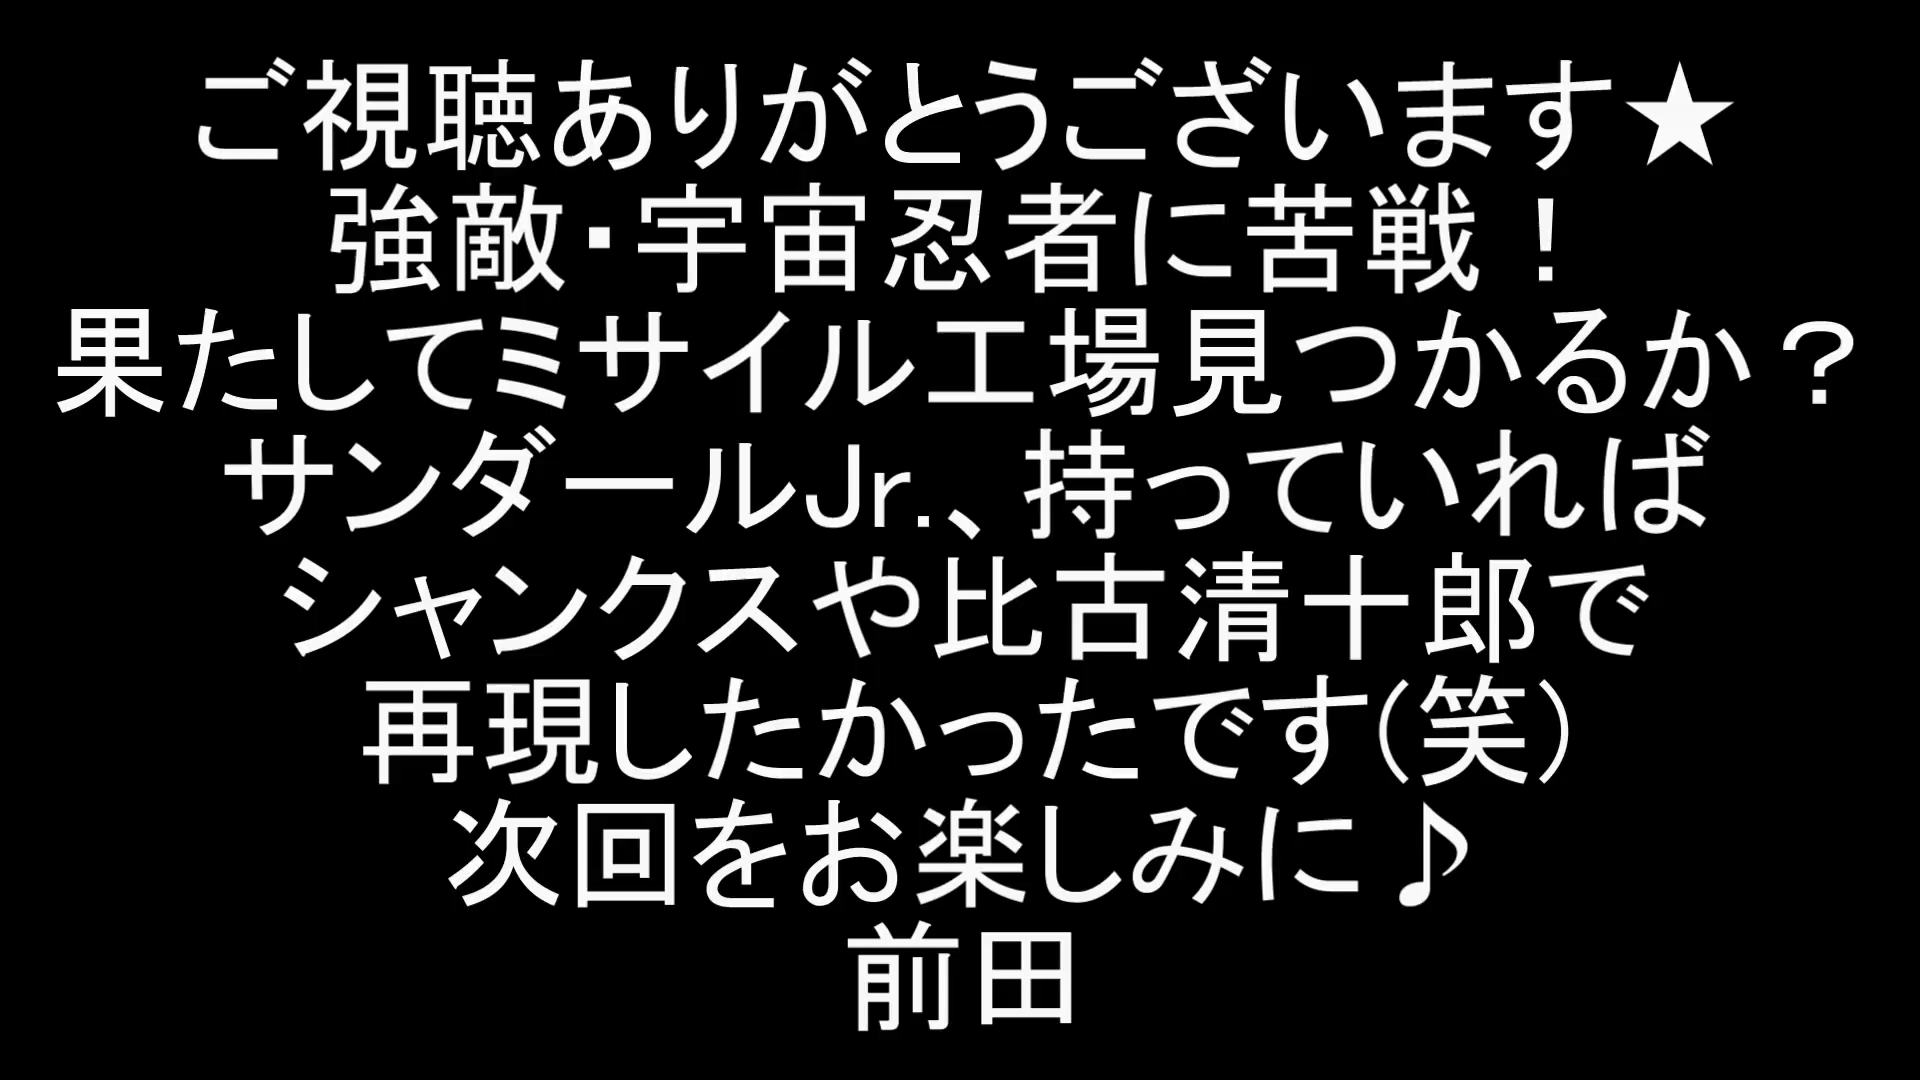 ご視聴ありがとうございます★
強敵・宇宙忍者に苦戦！
果たしてミサイル工場見つかるか？
サンダールJr.、持っていれば
シャンクスや比古清十郎で
再現したかったです(笑)
次回をお楽しみに♪
前田